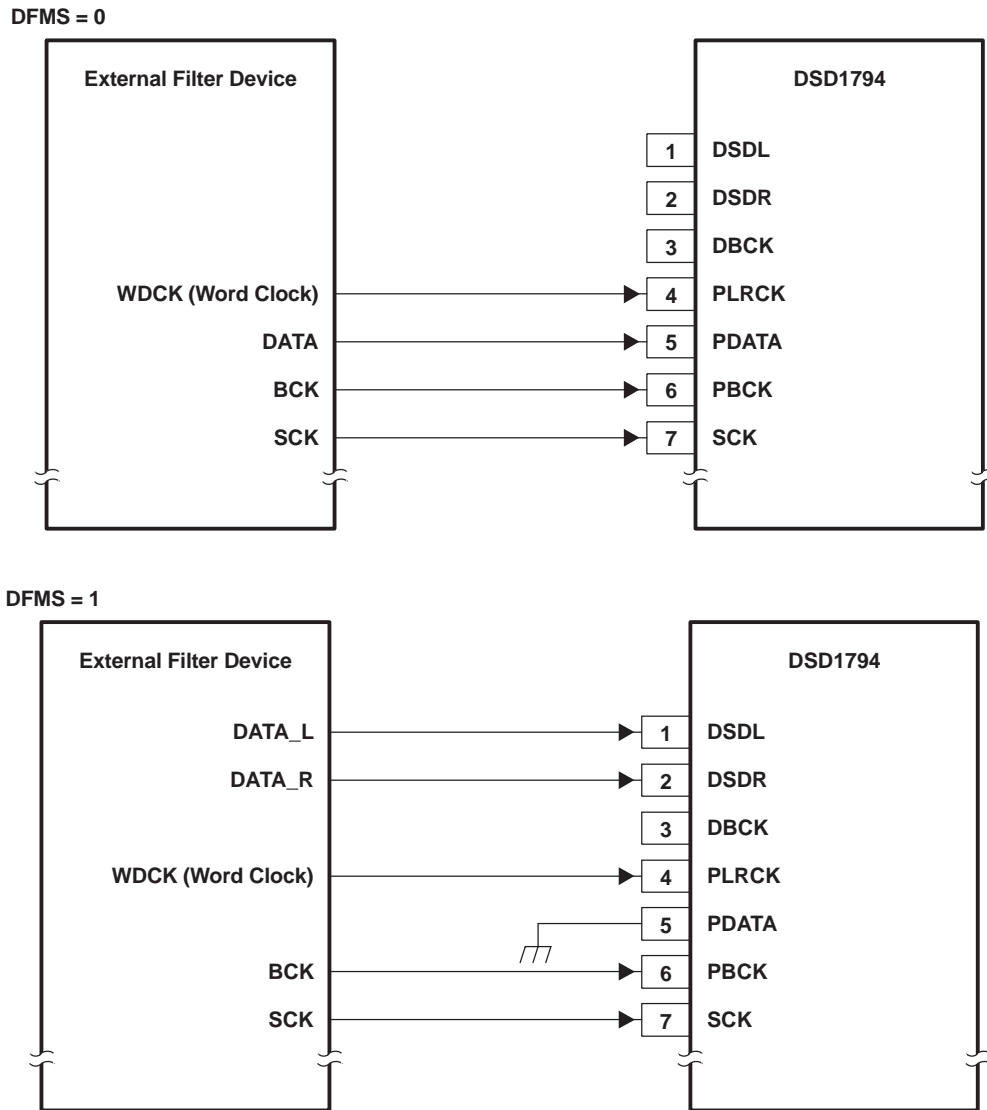 DFMS = 0
External Filter Device
DSD1794
1 DSDL
2 DSDR
3 DBCK
WDCK (Word Clock) 4 PLRCK
DATA 5 PDATA
BCK 6 PBCK
SCK 7 SCK
DFMS = 1
External Filter Device
DSD1794
DATA_L 1 DSDL
DATA_R 2 DSDR
3 DBCK
WDCK (Word Clock) 4 PLRCK
5 PDATA
BCK 6 PBCK
SCK 7 SCK